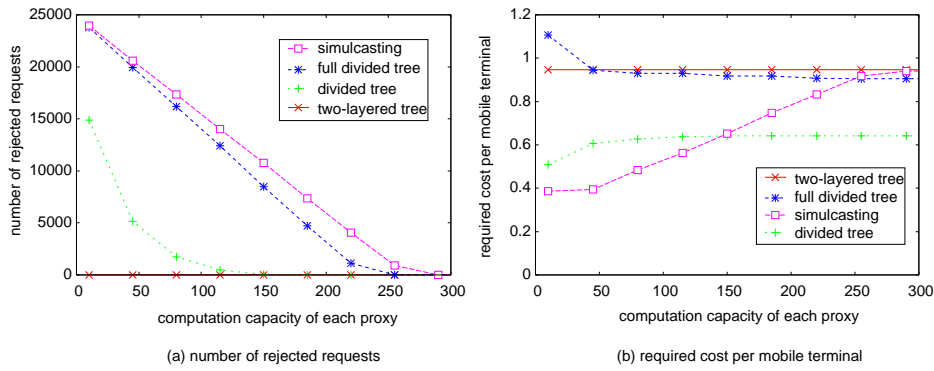 number of rejected requests
25000
20000
15000
10000
5000
0
simulcasting
full divided tree
divided tree
two-layered tree
0 50 100 150 200 250 300
computation capacity of each proxy
(a) number of rejected requests
required cost per mobile terminal
1.2
1
0.8
0.6
0.4
0.2
0
two-layered tree
full divided tree
simulcasting
divided tree
0 50 100 150 200 250 300
computation capacity of each proxy
(b) required cost per mobile terminal